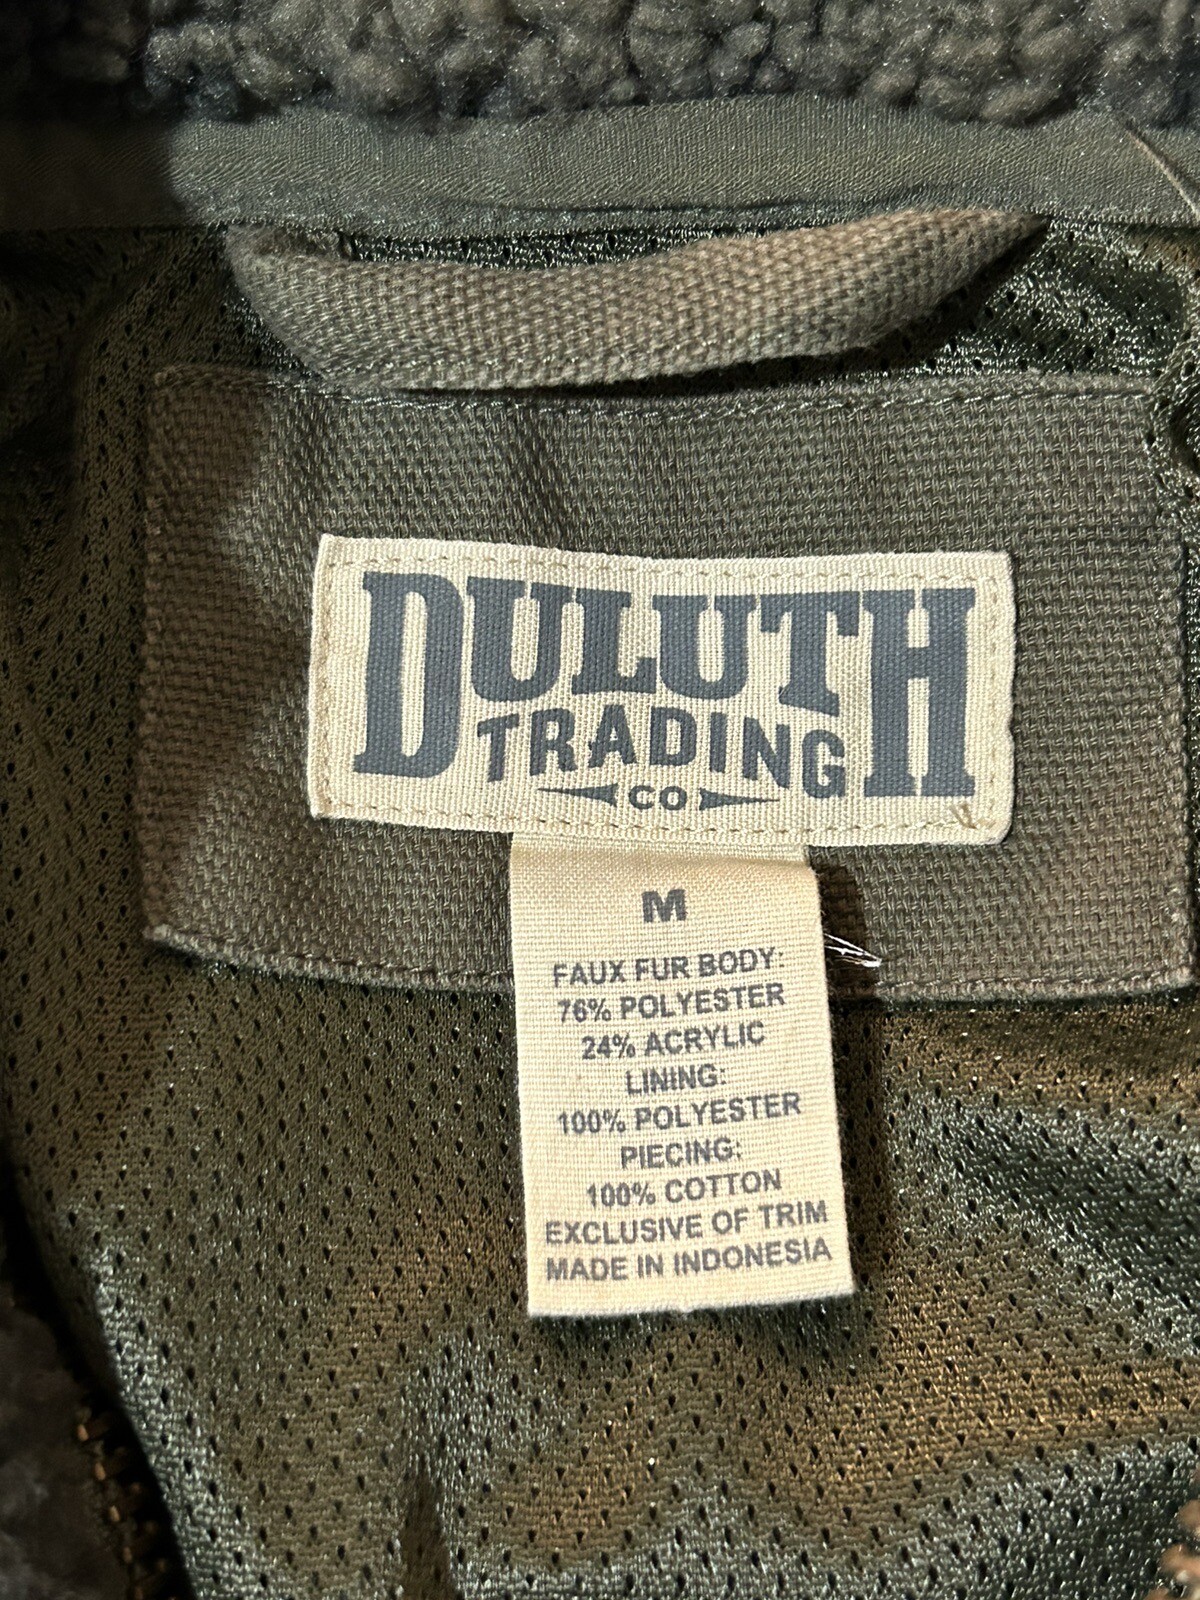 DULUTH
TRADING
CO
M
FAUX FUR BODY:
76% POLYESTER
24% ACRYLIC
LINING:
100% POLYESTER
PIECING:
100% COTTON
EXCLUSIVE OF TRIM
MADE IN INDONESIA